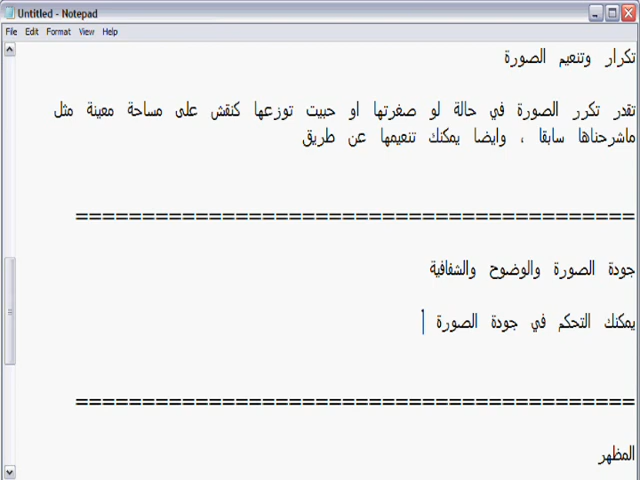 Untitled - Notepad
File Edit Format View Help
تكرار وتنعيم الصورة
تقدر تكرر الصورة في حالة لو صغرتها او حبيت توزعها كنقش على مساحة معينة مثل
ماشرحناها سابقا ، وايضا يمكنك تنعيمها عن طريق
==========================================
جودة الصورة والوضوح والشفافية
يمكنك التحكم في جودة الصورة
==========================================
المظهر